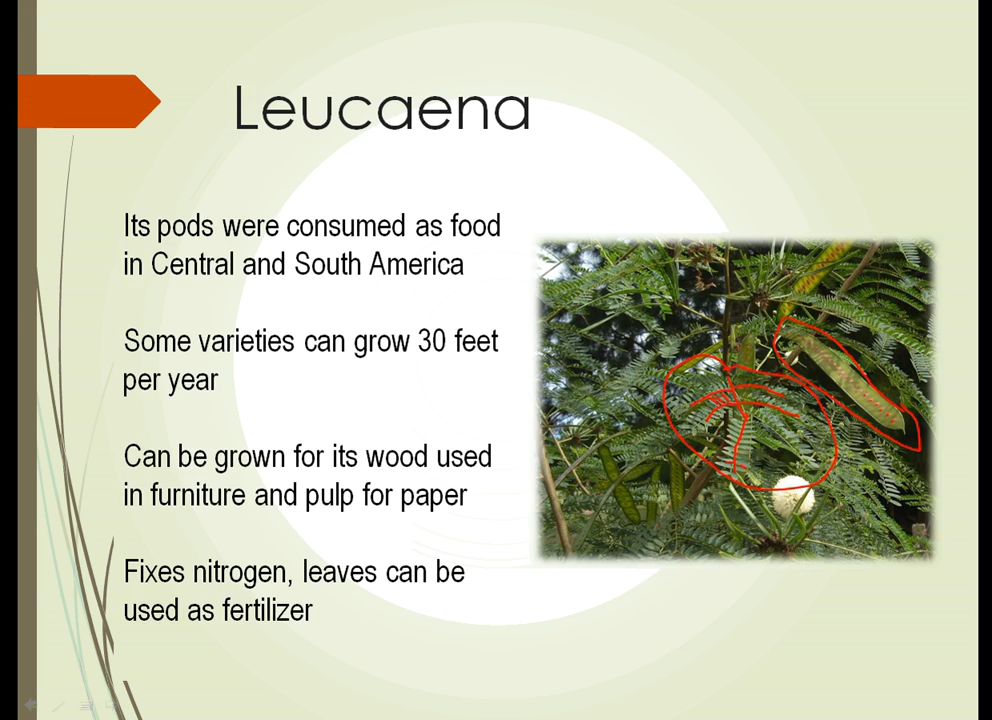 Leucaena
Its pods were consumed as food
in Central and South America
Some varieties can grow 30 feet
per year
Can be grown for its wood used
in furniture and pulp for paper
Fixes nitrogen, leaves can be
used as fertilizer